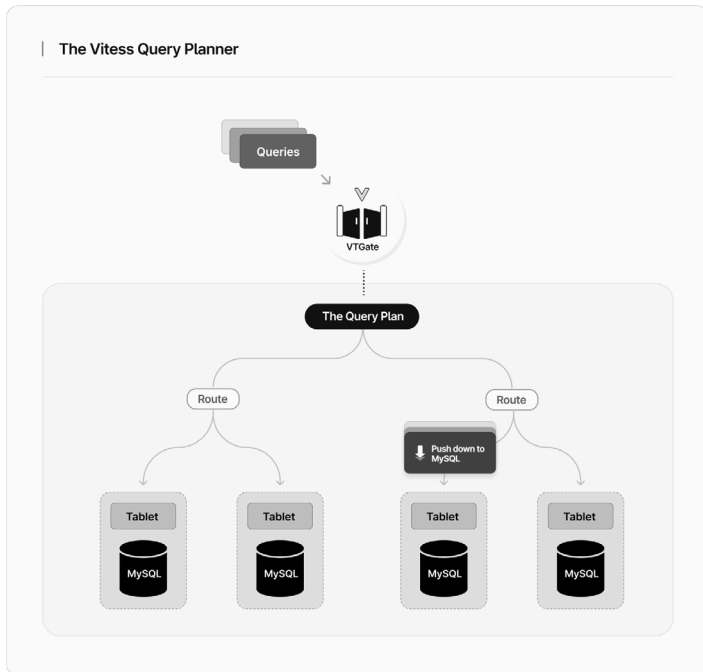 The Vitess Query Planner
Queries
VTGate
The Query Plan
Route
Route
Push down to
MySQL
Tablet
Tablet
Tablet
Tablet
MySQL
MySQL
MySQL
MySQL